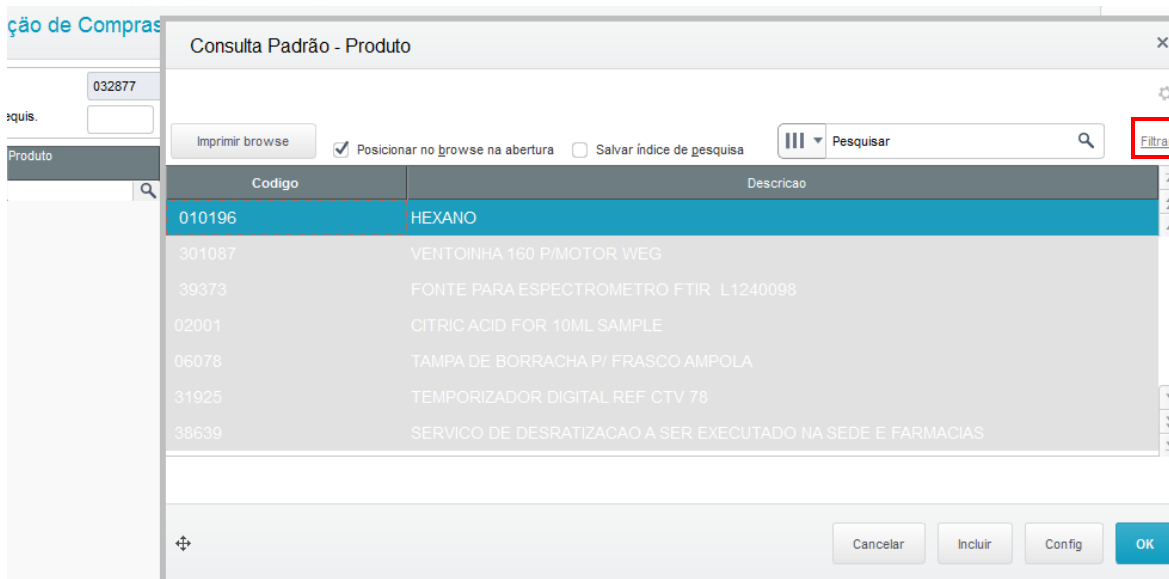 ção de Compras
Consulta Padrão - Produto
032877
equis.
Imprimir browse
Posicionar no browse na abertura
Salvar índice de pesquisa
Pesquisar
Filtra
Produto
Codigo
Descricao
010196 HEXANO
301087 VENTOINHA 160 P/MOTOR WEG
39373 FONTE PARA ESPECTROMETRO FTIR L1240098
02001 CITRIC ACID FOR 10ML SAMPLE
06078 TAMPA DE BORRACHA P/ FRASCO AMPOLA
31925 TEMPORIZADOR DIGITAL REF CTV 78
38639 SERVICO DE DESRATIZACAO A SER EXECUTADO NA SEDE E FARMACIAS
Cancelar
Incluir
Config
OK